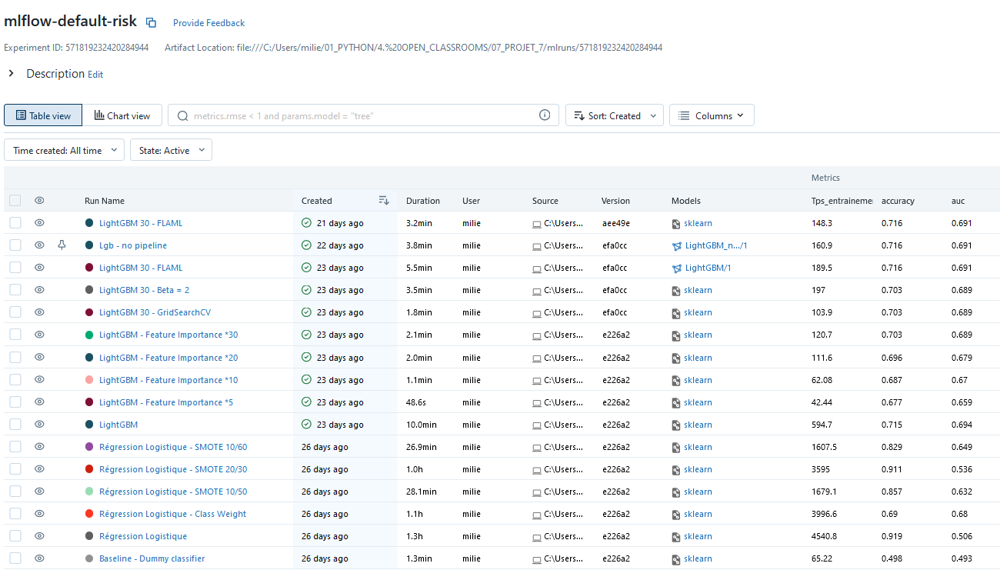 mlflow-default-risk Provide Feedback
Experiment ID: 571819232420284944 Artifact Location: file:///C:/Users/milie/01_PYTHON/4.%20OPEN_CLASSROOMS/07_PROJET_7/mlruns/571819232420284944
Description Edit
Table view Chart view metrics.rmse < 1 and params.model = "tree" Sort: Created Columns
Time created: All time State: Active
Metrics
Run Name Created Duration User Source Version Models Tps_entraineme accuracy auc
LightGBM 30 - FLAML 21 days ago 3.2min milie C:\Users... aee49e sklearn 148.3 0.716 0.691
Lgb - no pipeline 22 days ago 3.8min milie C:\Users... efa0cc LightGBM_n.../1 160.9 0.716 0.691
LightGBM 30 - FLAML 23 days ago 5.5min milie C:\Users... efa0cc LightGBM/1 189.5 0.716 0.691
LightGBM 30 - Beta = 2 23 days ago 3.5min milie C:\Users... efa0cc sklearn 197 0.703 0.689
LightGBM 30 - GridSearchCV 23 days ago 1.8min milie C:\Users... efa0cc sklearn 103.9 0.703 0.689
LightGBM - Feature Importance *30 23 days ago 2.1min milie C:\Users... e226a2 sklearn 120.7 0.703 0.689
LightGBM - Feature Importance *20 23 days ago 2.0min milie C:\Users... e226a2 sklearn 111.6 0.696 0.679
LightGBM - Feature Importance *10 23 days ago 1.1min milie C:\Users... e226a2 sklearn 62.08 0.687 0.67
LightGBM - Feature Importance *5 23 days ago 48.6s milie C:\Users... e226a2 sklearn 42.44 0.677 0.659
LightGBM 23 days ago 10.0min milie C:\Users... e226a2 sklearn 594.7 0.715 0.694
Régression Logistique - SMOTE 10/60 26 days ago 26.9min milie C:\Users... e226a2 sklearn 1607.5 0.829 0.649
Régression Logistique - SMOTE 20/30 26 days ago 1.0h milie C:\Users... e226a2 sklearn 3595 0.911 0.536
Régression Logistique - SMOTE 10/50 26 days ago 28.1min milie C:\Users... e226a2 sklearn 1679.1 0.857 0.632
Régression Logistique - Class Weight 26 days ago 1.1h milie C:\Users... e226a2 sklearn 3996.6 0.69 0.68
Régression Logistique 26 days ago 1.3h milie C:\Users... e226a2 sklearn 4540.8 0.919 0.506
Baseline - Dummy classifier 26 days ago 1.3min milie C:\Users... e226a2 sklearn 65.22 0.498 0.493